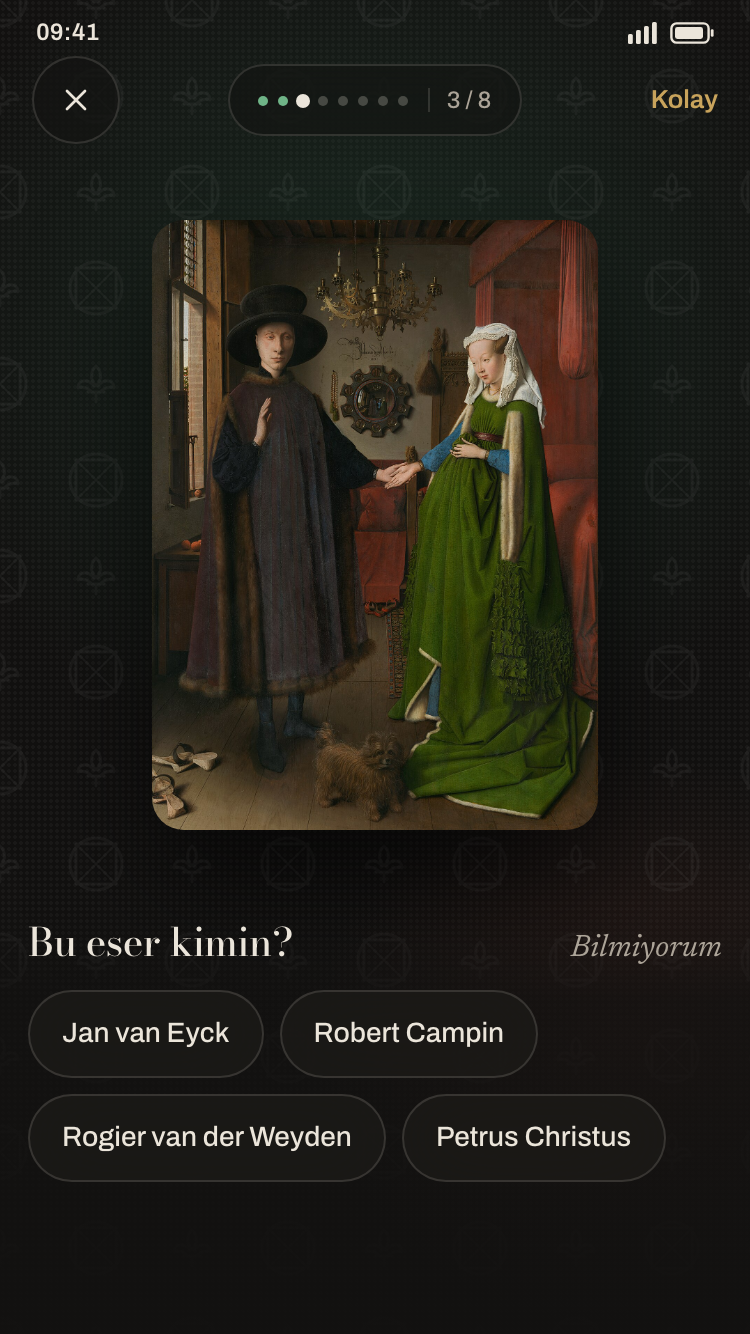 09:41
3 / 8
Kolay
Bu eser kimin?
Bilmiyorum
Jan van Eyck
Robert Campin
Rogier van der Weyden
Petrus Christus